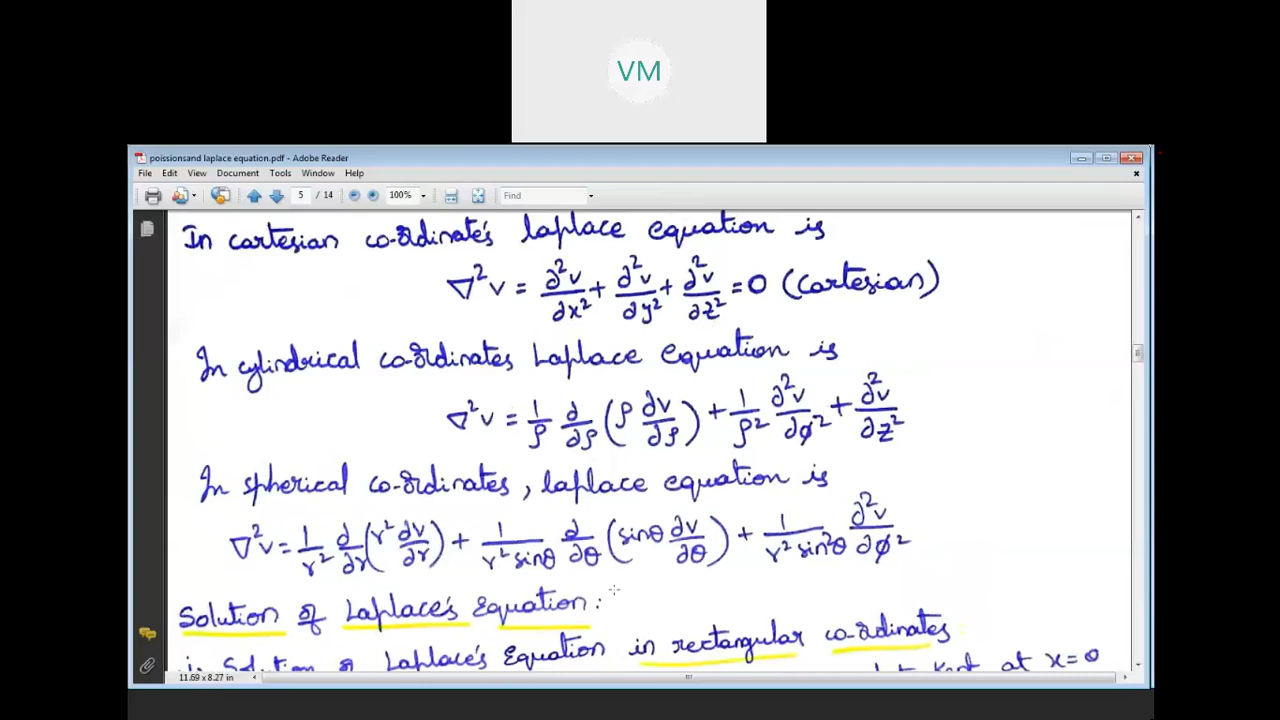 VM
poissionsand laplace equation.pdf - Adobe Reader
File Edit View Document Tools Window Help
5 / 14 100% Find
In cartesian co-ordinate's laplace equation is
∇²v = ∂²v/∂x² + ∂²v/∂y² + ∂²v/∂z² = 0 (cartesian)
In cylindrical co-ordinates Laplace equation is
∇²v = 1/ρ ∂/∂ρ (ρ ∂v/∂ρ) + 1/ρ² ∂²v/∂φ² + ∂²v/∂z²
In spherical co-ordinates, laplace equation is
∇²v = 1/r² ∂/∂r (r² ∂v/∂r) + 1/r² sinθ ∂/∂θ (sinθ ∂v/∂θ) + 1/r² sin²θ ∂²v/∂φ²
Solution of Laplace's Equation :
Solution of Laplace's Equation in rectangular co-ordinates
kept at x=0
11.69 x 8.27 in